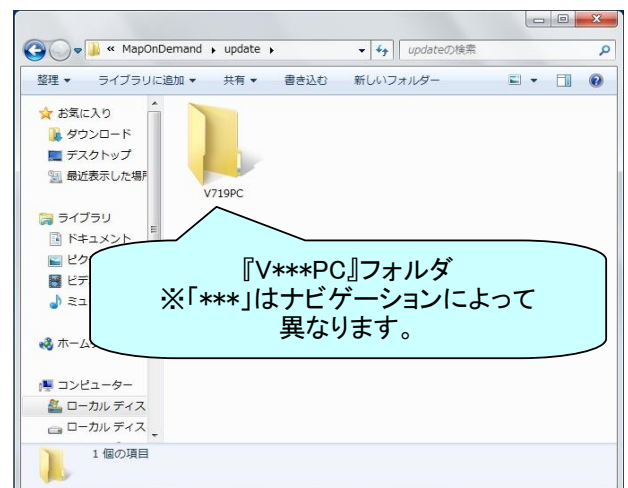 « MapOnDemand ▸ update ▸
updateの検索
整理 ▼ ライブラリに追加 ▼ 共有 ▼ 書き込む 新しいフォルダー
お気に入り
ダウンロード
デスクトップ
最近表示した場所
V719PC
ライブラリ
ドキュメント
『V***PC』フォルダ
※「***」はナビゲーションによって
異なります。
コンピューター
ローカル ディス
ローカル ディス
1 個の項目